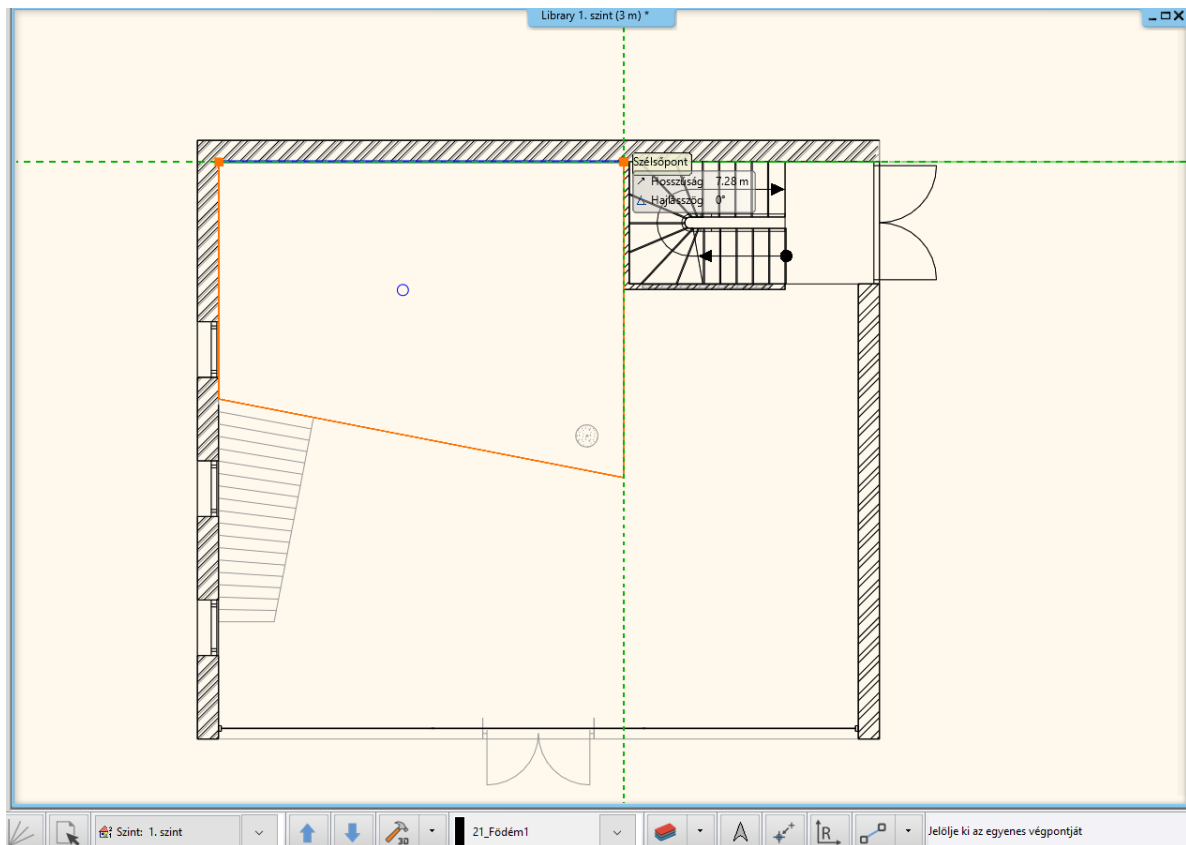 Library 1. szint (3 m) *
Szélsőpont
Hosszúság 7.28 m
Hajlásszög 0°
3D
Szint: 1. szint
21_Födém1
R
Jelölje ki az egyenes végpontját